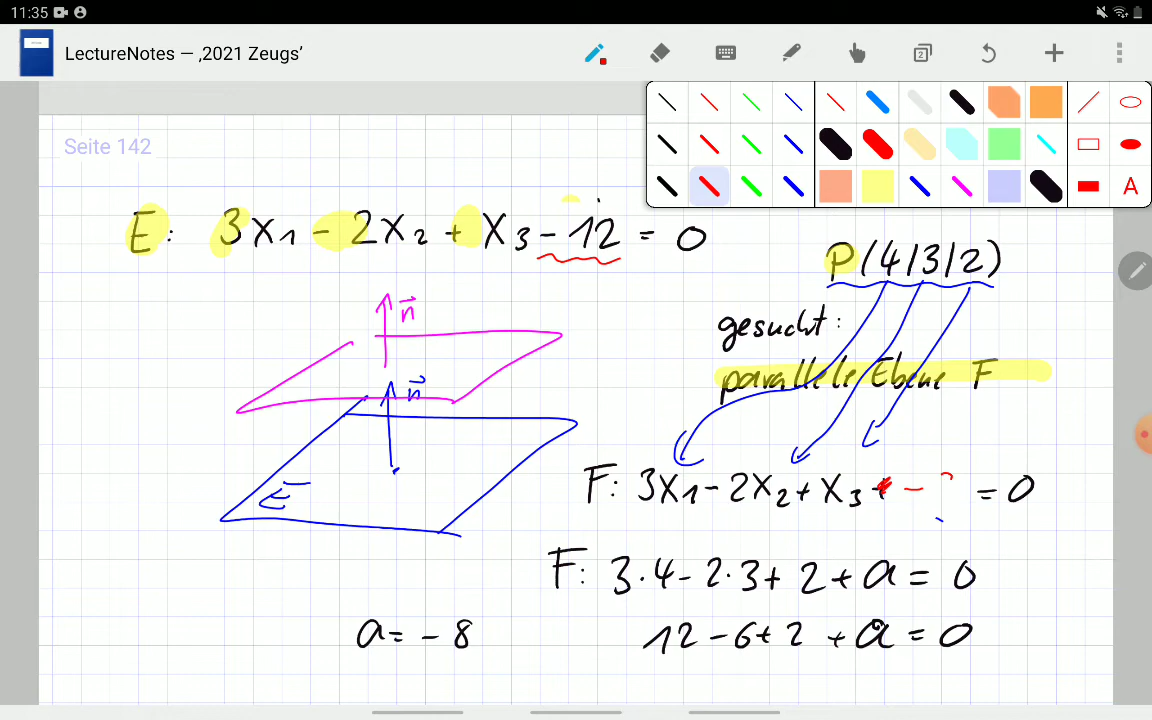 11:35
LectureNotes — ‚2021 Zeugs’
2
A
Seite 142
E: 3x₁ − 2x₂ + x₃ − 12 = 0
P(4/3/2)
gesucht:
parallele Ebene F
n⃗
n⃗
E
F: 3x₁ − 2x₂ + x₃ − ? = 0
F: 3·4 − 2·3 + 2 + a = 0
a = − 8
12 − 6 + 2 + a = 0